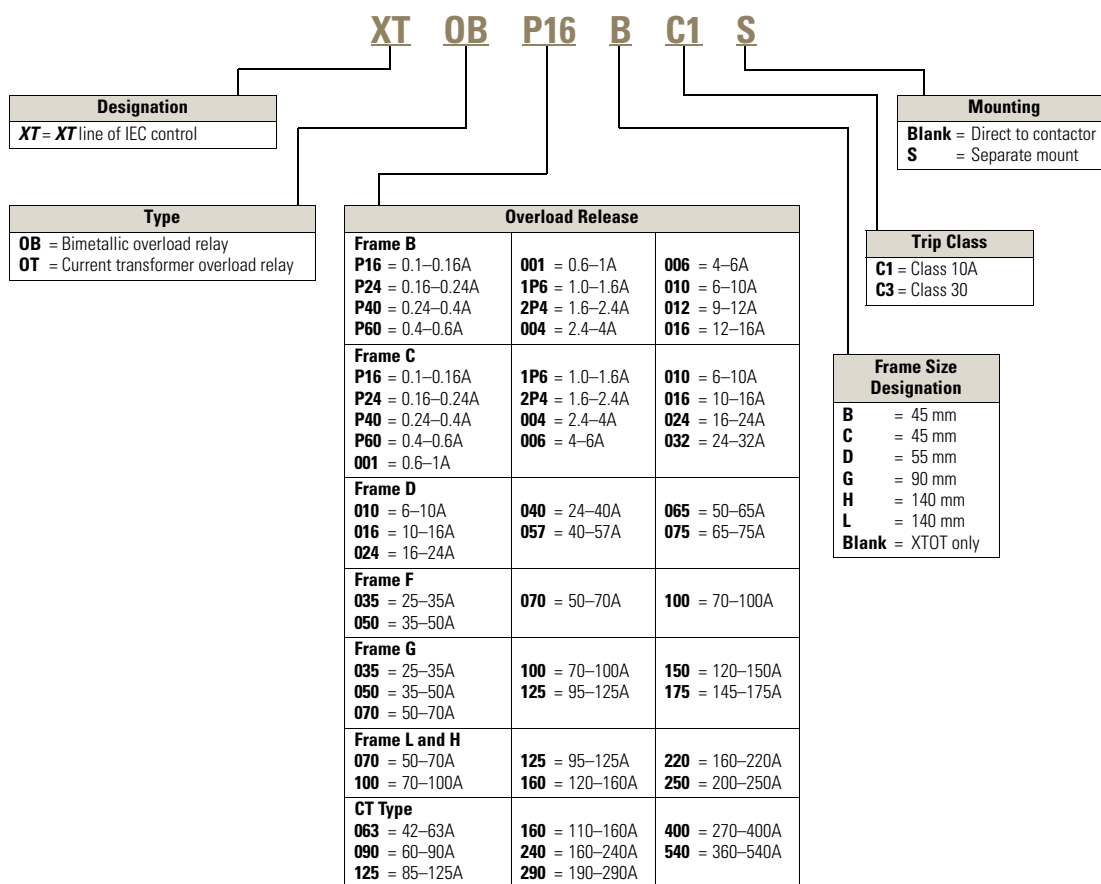 XT OB P16 B C1 S
Designation
XT = XT line of IEC control
Type
OB = Bimetallic overload relay
OT = Current transformer overload relay
Overload Release
Frame B
P16 = 0.1–0.16A 001 = 0.6–1A 006 = 4–6A
P24 = 0.16–0.24A 1P6 = 1.0–1.6A 010 = 6–10A
P40 = 0.24–0.4A 2P4 = 1.6–2.4A 012 = 9–12A
P60 = 0.4–0.6A 004 = 2.4–4A 016 = 12–16A
Frame C
P16 = 0.1–0.16A 1P6 = 1.0–1.6A 010 = 6–10A
P24 = 0.16–0.24A 2P4 = 1.6–2.4A 016 = 10–16A
P40 = 0.24–0.4A 004 = 2.4–4A 024 = 16–24A
P60 = 0.4–0.6A 006 = 4–6A 032 = 24–32A
001 = 0.6–1A
Frame D
010 = 6–10A 040 = 24–40A 065 = 50–65A
016 = 10–16A 057 = 40–57A 075 = 65–75A
024 = 16–24A
Frame F
035 = 25–35A 070 = 50–70A 100 = 70–100A
050 = 35–50A
Frame G
035 = 25–35A 100 = 70–100A 150 = 120–150A
050 = 35–50A 125 = 95–125A 175 = 145–175A
070 = 50–70A
Frame L and H
070 = 50–70A 125 = 95–125A 220 = 160–220A
100 = 70–100A 160 = 120–160A 250 = 200–250A
CT Type
063 = 42–63A 160 = 110–160A 400 = 270–400A
090 = 60–90A 240 = 160–240A 540 = 360–540A
125 = 85–125A 290 = 190–290A
Mounting
Blank = Direct to contactor
S = Separate mount
Trip Class
C1 = Class 10A
C3 = Class 30
Frame Size
Designation
B = 45 mm
C = 45 mm
D = 55 mm
G = 90 mm
H = 140 mm
L = 140 mm
Blank = XTOT only